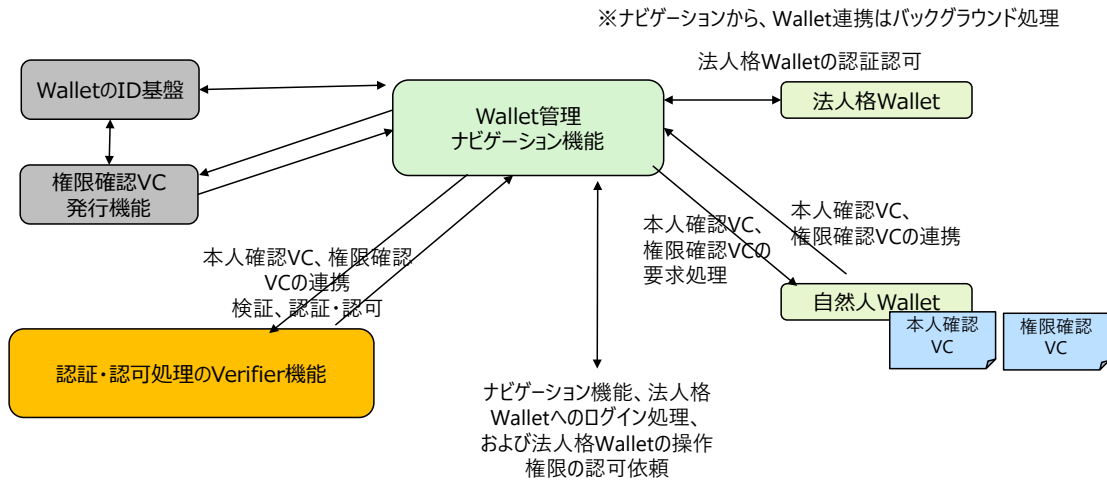 ※ナビゲーションから、Wallet連携はバックグラウンド処理
法人格Walletの認証認可
WalletのID基盤
Wallet管理
ナビゲーション機能
法人格Wallet
権限確認VC
発行機能
本人確認VC、
権限確認VCの
要求処理
本人確認VC、
権限確認VCの連携
本人確認VC、権限確認
VCの連携
検証、認証・認可
自然人Wallet
本人確認
VC
権限確認
VC
認証・認可処理のVerifier機能
ナビゲーション機能、法人格
Walletへのログイン処理、
および法人格Walletの操作
権限の認可依頼